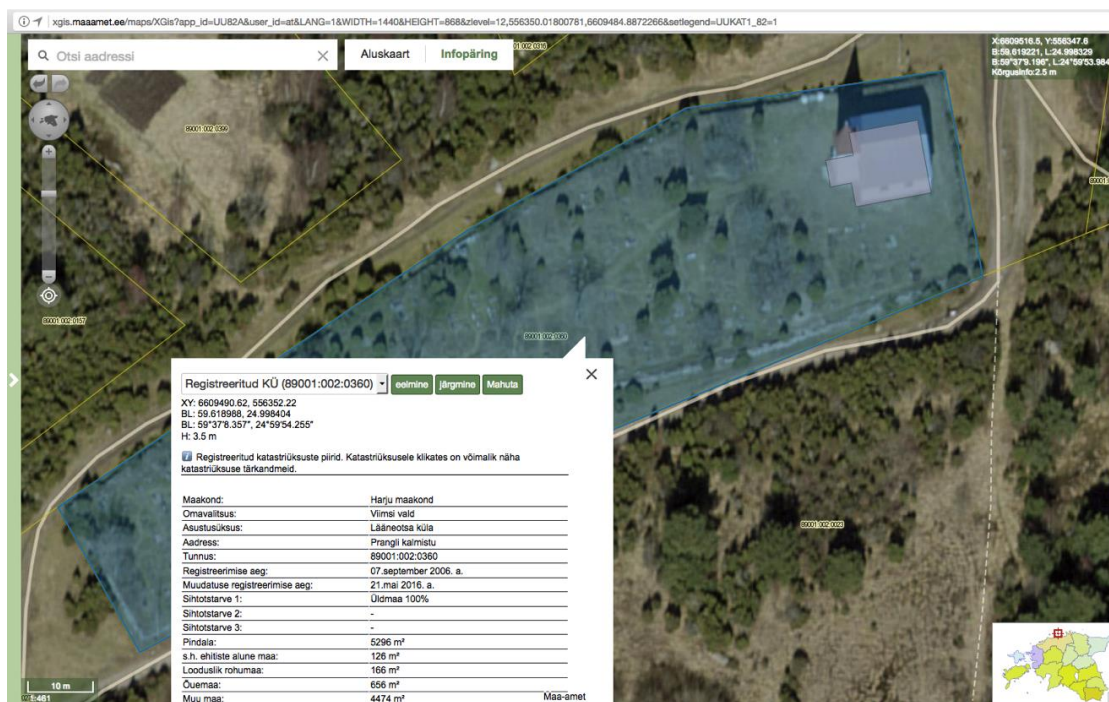 xgis.maaamet.ee/maps/XGis?app_id=UU82A&user_id=at&LANG=1&WIDTH=1440&HEIGHT=868&zlevel=12,556350.01800781,6609484.8872266&setlegend=UUKAT1_82=1
Otsi aadressi
Aluskaart
Infopäring
01:002:0316
X:6609516.5, Y:556347.6
B:59.619221, L:24.998329
B:59°37'9.196", L:24°59'53.984
Kõrgusinfo:2.5 m
89001:002:0399
89001:0
89001:002:0157
89001:002:0360
Registreeritud KÜ (89001:002:0360)
eelmine
järgmine
Mahuta
XY: 6609490.62, 556352.22
BL: 59.618988, 24.998404
BL: 59°37'8.357", 24°59'54.255"
H: 3.5 m
Registreeritud katastriüksuste piirid. Katastriüksusele klikates on võimalik näha
katastriüksuse tärkandmeid.
Maakond: Harju maakond
Omavalitsus: Viimsi vald
Asustusüksus: Lääneotsa küla
Aadress: Prangli kalmistu
Tunnus: 89001:002:0360
Registreerimise aeg: 07.september 2006. a.
Muudatuse registreerimise aeg: 21.mai 2016. a.
Sihtotstarve 1: Üldmaa 100%
Sihtotstarve 2: -
Sihtotstarve 3: -
Pindala: 5296 m²
s.h. ehitiste alune maa: 126 m²
Looduslik rohumaa: 166 m²
Õuemaa: 656 m²
Muu maa: 4474 m²
89001:002:0023
10 m
1:461
Maa-amet